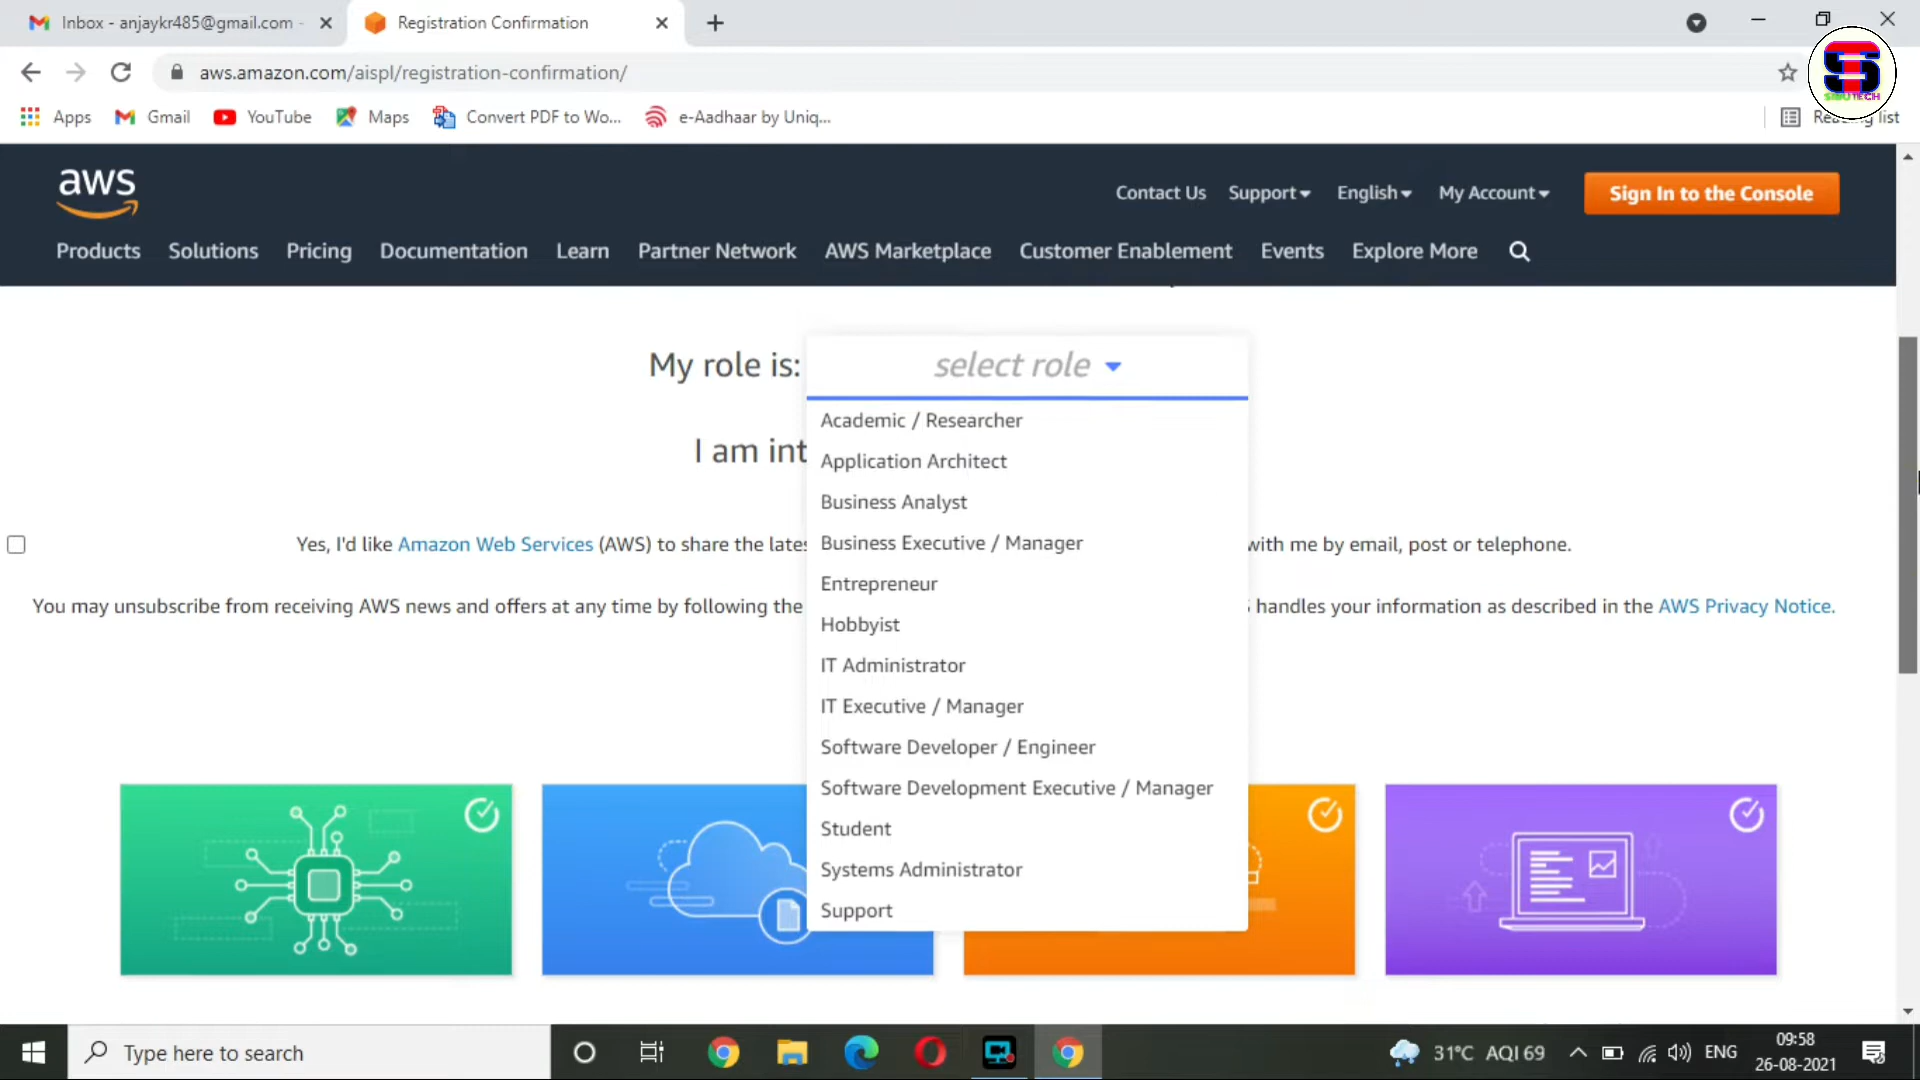 Inbox - anjaykr485@gmail.com -
Registration Confirmation
aws.amazon.com/aispl/registration-confirmation/
Apps
Gmail
YouTube
Maps
Convert PDF to Wo...
e-Aadhaar by Uniq...
Reading list
SIBUTECH
aws
Contact Us
Support
English
My Account
Sign In to the Console
Products
Solutions
Pricing
Documentation
Learn
Partner Network
AWS Marketplace
Customer Enablement
Events
Explore More
My role is:
select role
I am int
Academic / Researcher
Application Architect
Business Analyst
Business Executive / Manager
Entrepreneur
Hobbyist
IT Administrator
IT Executive / Manager
Software Developer / Engineer
Software Development Executive / Manager
Student
Systems Administrator
Support
Yes, I'd like Amazon Web Services (AWS) to share the lates
with me by email, post or telephone.
You may unsubscribe from receiving AWS news and offers at any time by following the
handles your information as described in the AWS Privacy Notice.
Type here to search
31°C AQI 69
ENG
09:58
26-08-2021